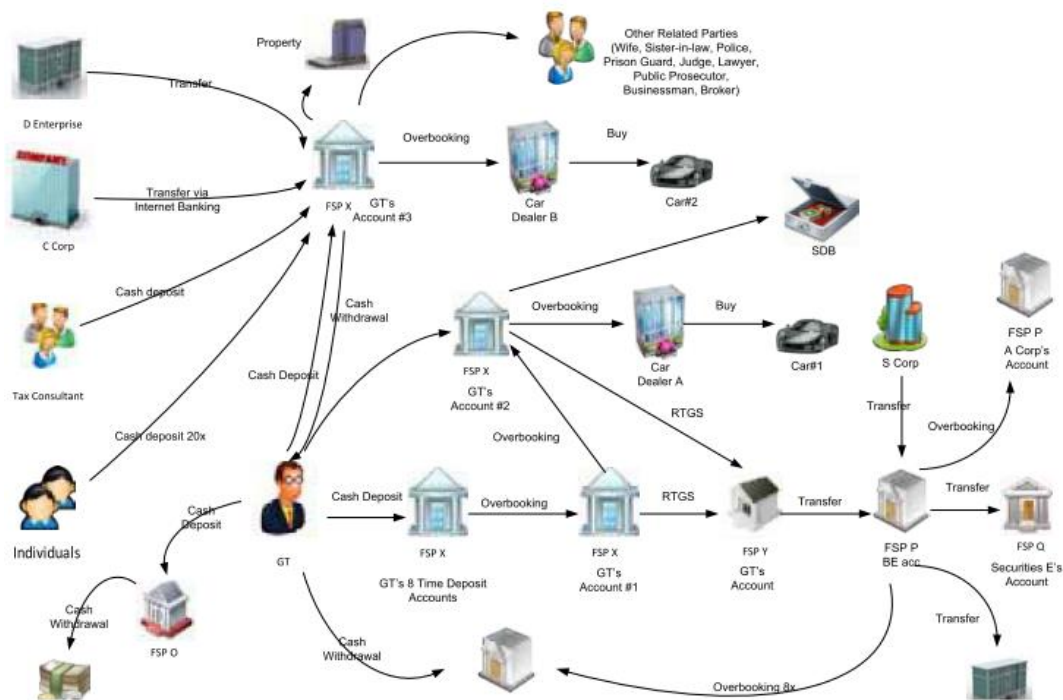 Property
Other Related Parties
(Wife, Sister-in-law, Police,
Prison Guard, Judge, Lawyer,
Public Prosecutor,
Businessman, Broker)
Transfer
D Enterprise
Overbooking
Buy
COMPANY
Transfer via
Internet Banking
FSP X
GT's
Account #3
Car
Dealer B
Car#2
C Corp
SDB
Cash deposit
Cash
Withdrawal
Overbooking
Buy
FSP P
A Corp's
Account
Tax Consultant
Cash Deposit
FSP X
GT's
Account #2
Car
Dealer A
Car#1
S Corp
Cash deposit 20x
RTGS
Transfer
Overbooking
Overbooking
Individuals
Cash
Deposit
GT
Cash Deposit
FSP X
GT's 8 Time Deposit
Accounts
Overbooking
FSP X
GT's
Account #1
RTGS
FSP Y
GT's
Account
Transfer
FSP P
BE acc
Transfer
FSP Q
Securities E's
Account
Cash
Withdrawal
FSP O
Cash
Withdrawal
Transfer
Overbooking 8x